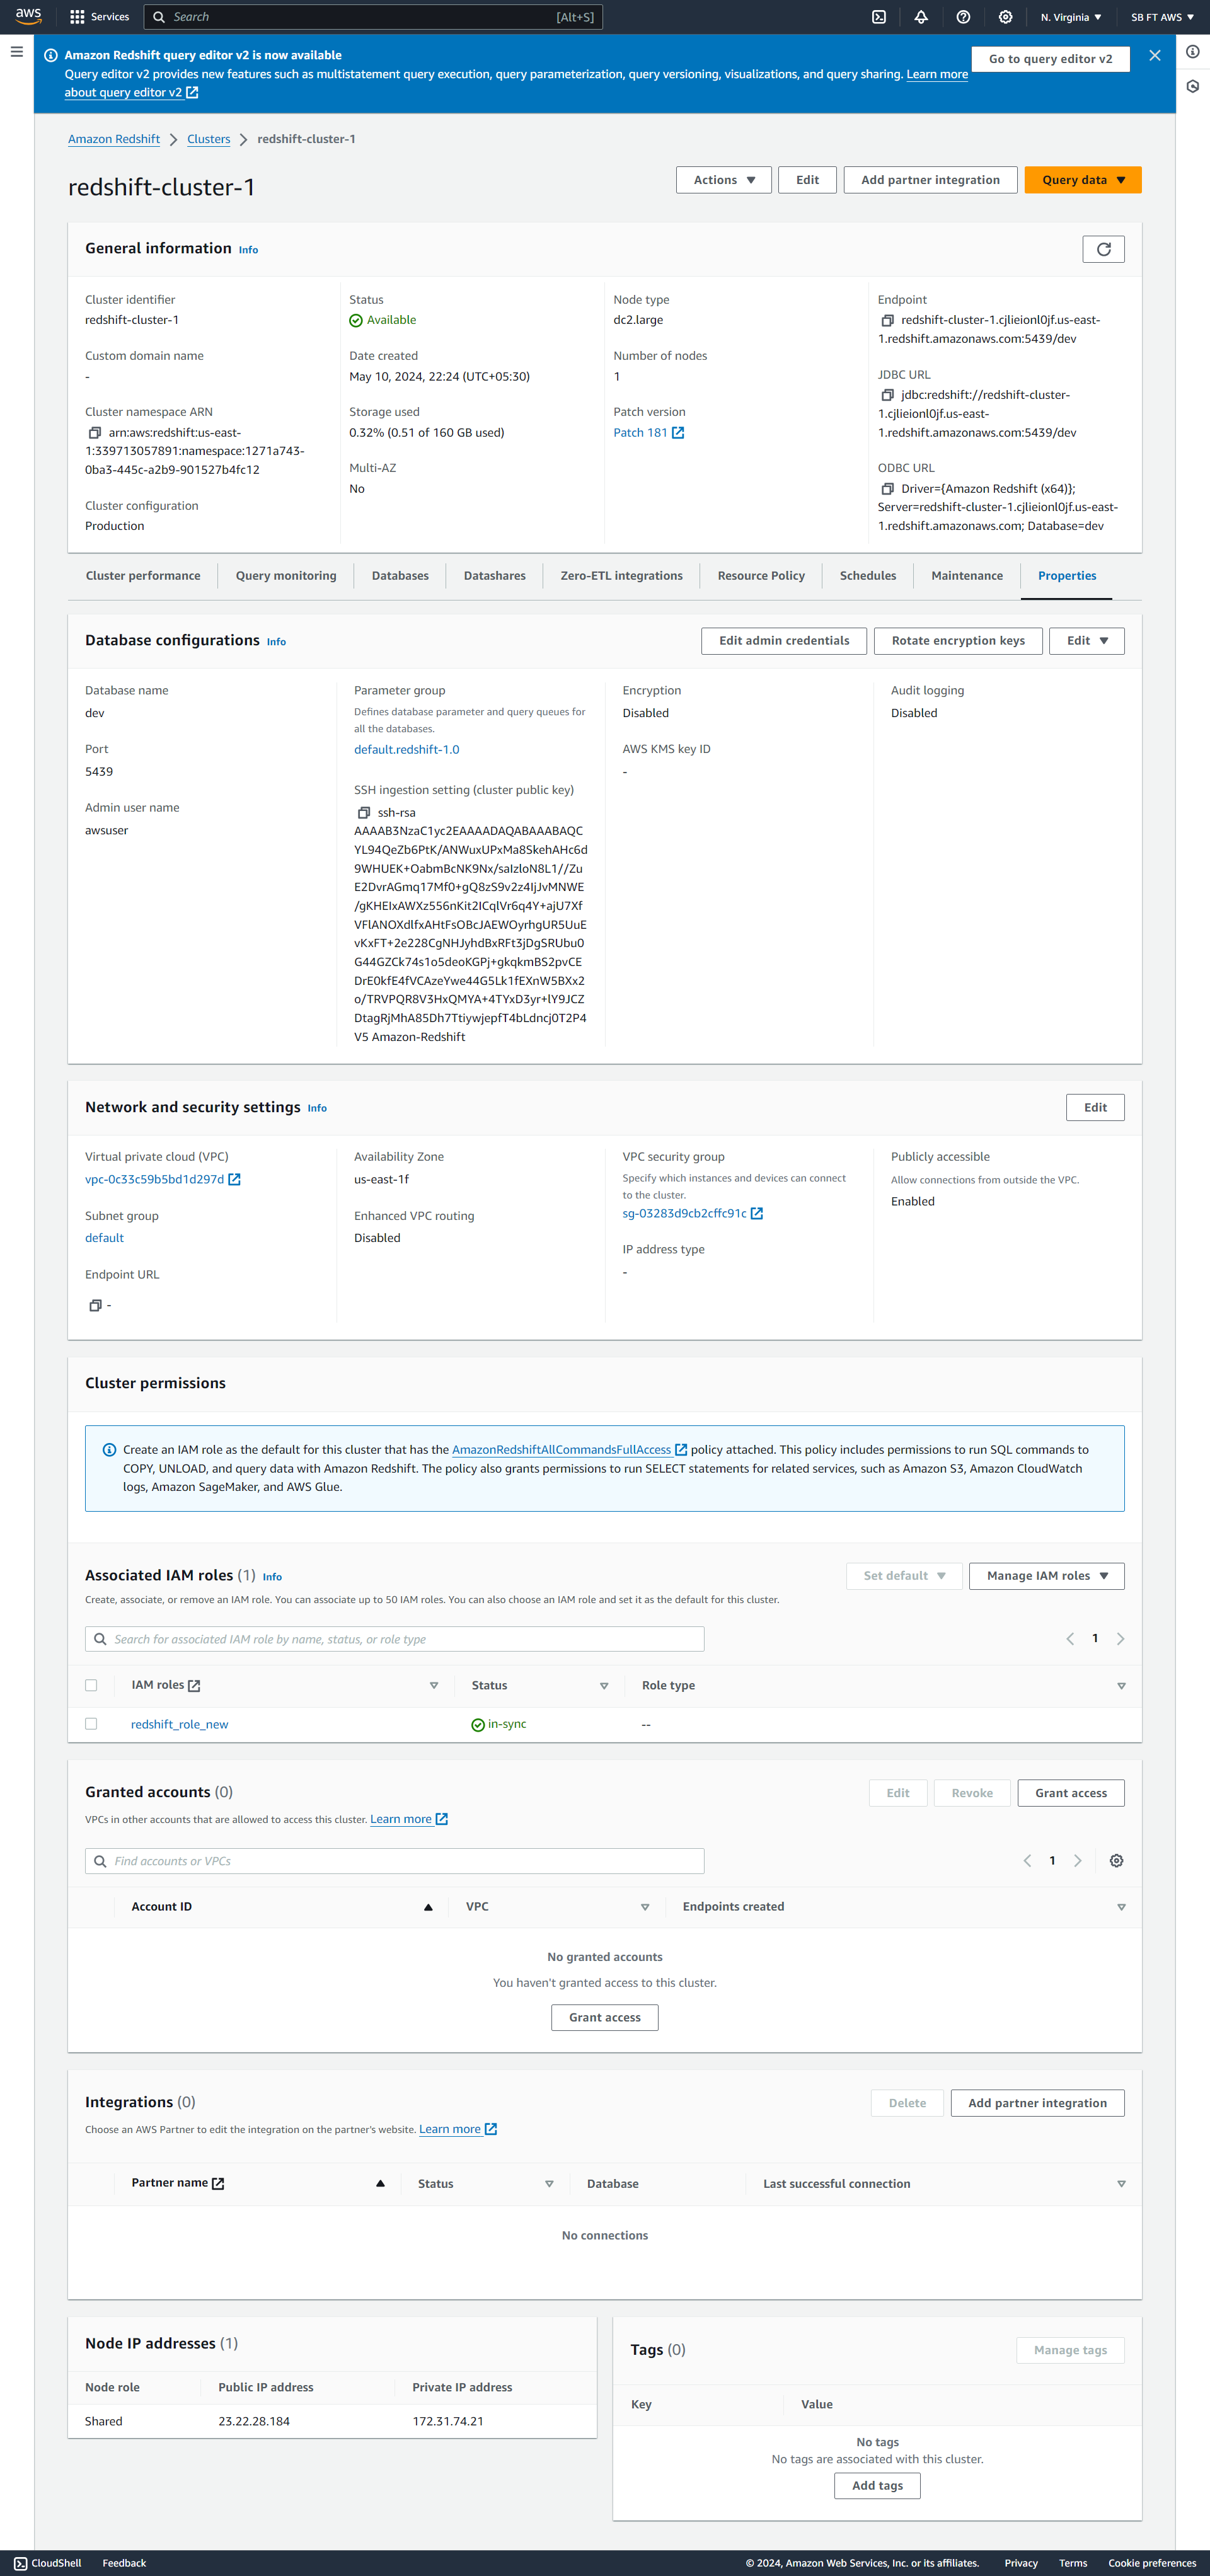 aws Services Search [Alt+S] N. Virginia SB FT AWS
Amazon Redshift query editor v2 is now available
Query editor v2 provides new features such as multistatement query execution, query parameterization, query versioning, visualizations, and query sharing. Learn more
about query editor v2
Go to query editor v2
Amazon Redshift > Clusters > redshift-cluster-1
redshift-cluster-1
Actions Edit Add partner integration Query data
General information Info
Cluster identifier
redshift-cluster-1
Custom domain name
-
Cluster namespace ARN
arn:aws:redshift:us-east-
1:339713057891:namespace:1271a743-
0ba3-445c-a2b9-901527b4fc12
Cluster configuration
Production
Status
Available
Date created
May 10, 2024, 22:24 (UTC+05:30)
Storage used
0.32% (0.51 of 160 GB used)
Multi-AZ
No
Node type
dc2.large
Number of nodes
1
Patch version
Patch 181
Endpoint
redshift-cluster-1.cjlieionl0jf.us-east-
1.redshift.amazonaws.com:5439/dev
JDBC URL
jdbc:redshift://redshift-cluster-
1.cjlieionl0jf.us-east-
1.redshift.amazonaws.com:5439/dev
ODBC URL
Driver={Amazon Redshift (x64)};
Server=redshift-cluster-1.cjlieionl0jf.us-east-
1.redshift.amazonaws.com; Database=dev
Cluster performance Query monitoring Databases Datashares Zero-ETL integrations Resource Policy Schedules Maintenance Properties
Database configurations Info
Edit admin credentials Rotate encryption keys Edit
Database name
dev
Port
5439
Admin user name
awsuser
Parameter group
Defines database parameter and query queues for
all the databases.
default.redshift-1.0
SSH ingestion setting (cluster public key)
ssh-rsa
AAAAB3NzaC1yc2EAAAADAQABAAABAQC
YL94QeZb6PtK/ANWuxUPxMa8SkehAHc6d
9WHUEK+OabmBcNK9Nx/saIzloN8L1//Zu
E2DvrAGmq17Mf0+gQ8zS9v2z4IjJvMNWE
/gKHEIxAWXz556nKit2ICqlVr6q4Y+ajU7Xf
VFlANOXdlfxAHtFsOBcJAEWOyrhgUR5UuE
vKxFT+2e228CgNHJyhdBxRFt3jDgSRUbu0
G44GZCk74s1o5deoKGPj+gkqkmBS2pvCE
DrE0kfE4fVCAzeYwe44G5Lk1fEXnW5BXx2
o/TRVPQR8V3HxQMYA+4TYxD3yr+lY9JCZ
DtagRjMhA85Dh7TtiywjepfT4bLdncj0T2P4
V5 Amazon-Redshift
Encryption
Disabled
AWS KMS key ID
-
Audit logging
Disabled
Network and security settings Info
Edit
Virtual private cloud (VPC)
vpc-0c33c59b5bd1d297d
Subnet group
default
Endpoint URL
-
Availability Zone
us-east-1f
Enhanced VPC routing
Disabled
VPC security group
Specify which instances and devices can connect
to the cluster.
sg-03283d9cb2cffc91c
IP address type
-
Publicly accessible
Allow connections from outside the VPC.
Enabled
Cluster permissions
Create an IAM role as the default for this cluster that has the AmazonRedshiftAllCommandsFullAccess policy attached. This policy includes permissions to run SQL commands to
COPY, UNLOAD, and query data with Amazon Redshift. The policy also grants permissions to run SELECT statements for related services, such as Amazon S3, Amazon CloudWatch
logs, Amazon SageMaker, and AWS Glue.
Associated IAM roles (1) Info
Set default Manage IAM roles
Create, associate, or remove an IAM role. You can associate up to 50 IAM roles. You can also choose an IAM role and set it as the default for this cluster.
Search for associated IAM role by name, status, or role type
1
IAM roles Status Role type
redshift_role_new in-sync --
Granted accounts (0)
Edit Revoke Grant access
VPCs in other accounts that are allowed to access this cluster. Learn more
Find accounts or VPCs
1
Account ID VPC Endpoints created
No granted accounts
You haven't granted access to this cluster.
Grant access
Integrations (0)
Delete Add partner integration
Choose an AWS Partner to edit the integration on the partner's website. Learn more
Partner name Status Database Last successful connection
No connections
Node IP addresses (1)
Node role Public IP address Private IP address
Shared 23.22.28.184 172.31.74.21
Tags (0)
Manage tags
Key Value
No tags
No tags are associated with this cluster.
Add tags
CloudShell Feedback © 2024, Amazon Web Services, Inc. or its affiliates. Privacy Terms Cookie preferences